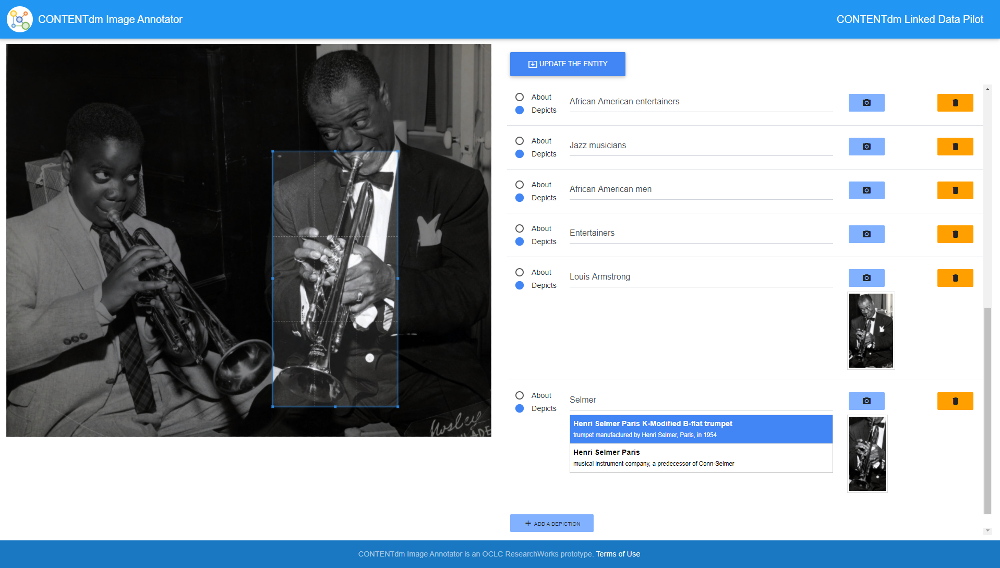 CONTENTdm Image Annotator
CONTENTdm Linked Data Pilot
UPDATE THE ENTITY
About
Depicts
African American entertainers
About
Depicts
Jazz musicians
About
Depicts
African American men
About
Depicts
Entertainers
About
Depicts
Louis Armstrong
About
Depicts
Selmer
Henri Selmer Paris K-Modified B-flat trumpet
trumpet manufactured by Henri Selmer, Paris, in 1954
Henri Selmer Paris
musical instrument company, a predecessor of Conn-Selmer
Mosley
+ ADD A DEPICTION
CONTENTdm Image Annotator is an OCLC ResearchWorks prototype. Terms of Use